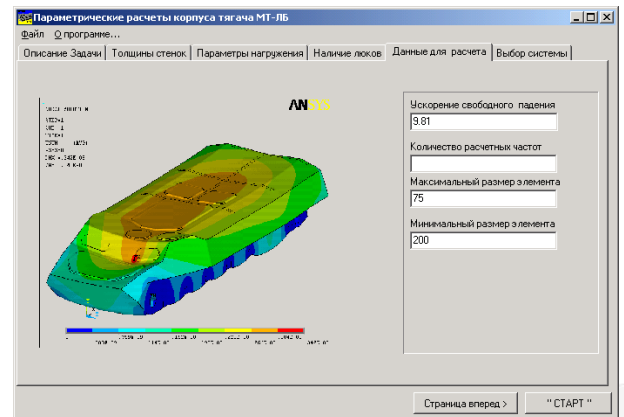 Параметрические расчеты корпуса тягача МТ-ЛБ
Файл О програмне...
Описание Задачи Толщины стенок Параметры нагружения Наличие люков Данные для расчета Выбор системы
ANSYS
Ускорение свободного падения
9.81
Количество расчетных частот
Максимальный размер элемента
75
Минимальный размер элемента
200
Страница вперед >
" СТАРТ "